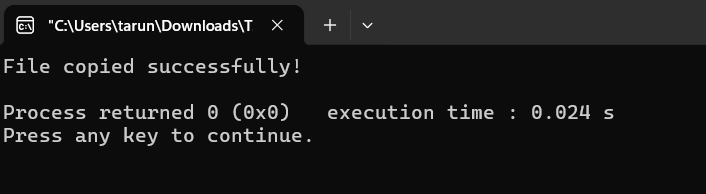 "C:\Users\tarun\Downloads\T
File copied successfully!
Process returned 0 (0x0)   execution time : 0.024 s
Press any key to continue.